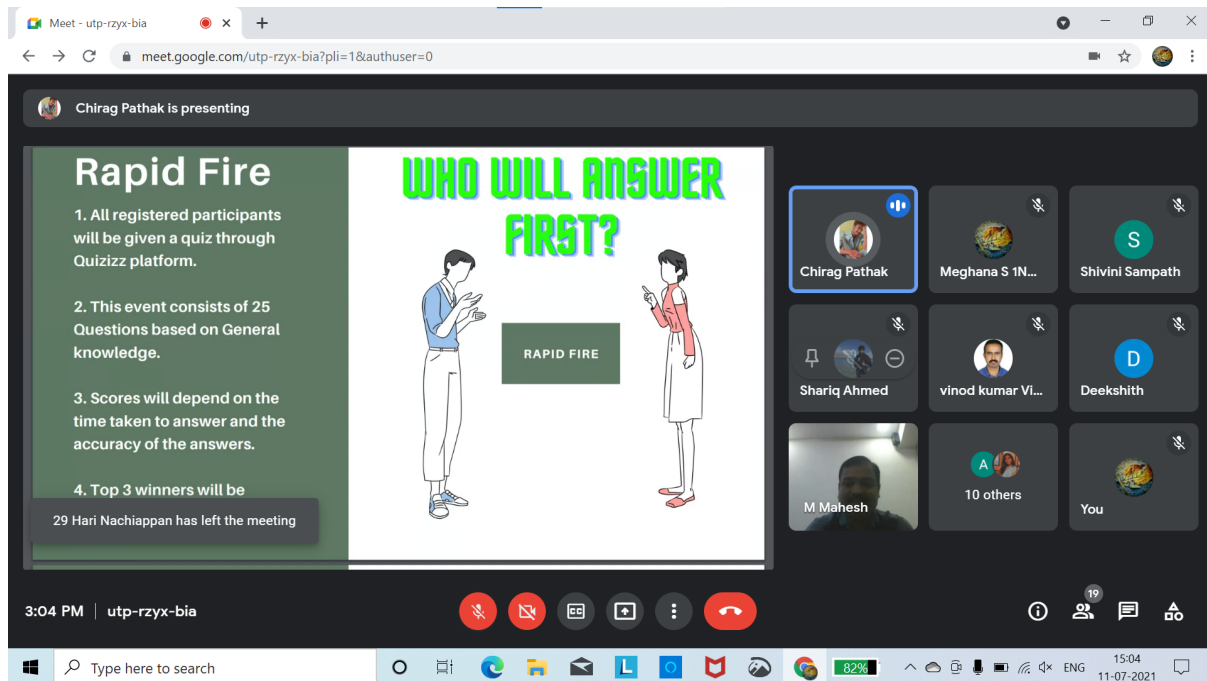 Meet - utp-rzyx-bia
meet.google.com/utp-rzyx-bia?pli=1&authuser=0
Chirag Pathak is presenting
Rapid Fire
1. All registered participants
will be given a quiz through
Quizizz platform.
2. This event consists of 25
Questions based on General
knowledge.
3. Scores will depend on the
time taken to answer and the
accuracy of the answers.
4. Top 3 winners will be
29 Hari Nachiappan has left the meeting
WHO WILL ANSWER
FIRST?
RAPID FIRE
Chirag Pathak
Meghana S 1N...
S
Shivini Sampath
Shariq Ahmed
vinod kumar Vi...
D
Deekshith
M Mahesh
A
10 others
You
3:04 PM | utp-rzyx-bia
CC
19
Type here to search
L
82%
ENG
15:04
11-07-2021